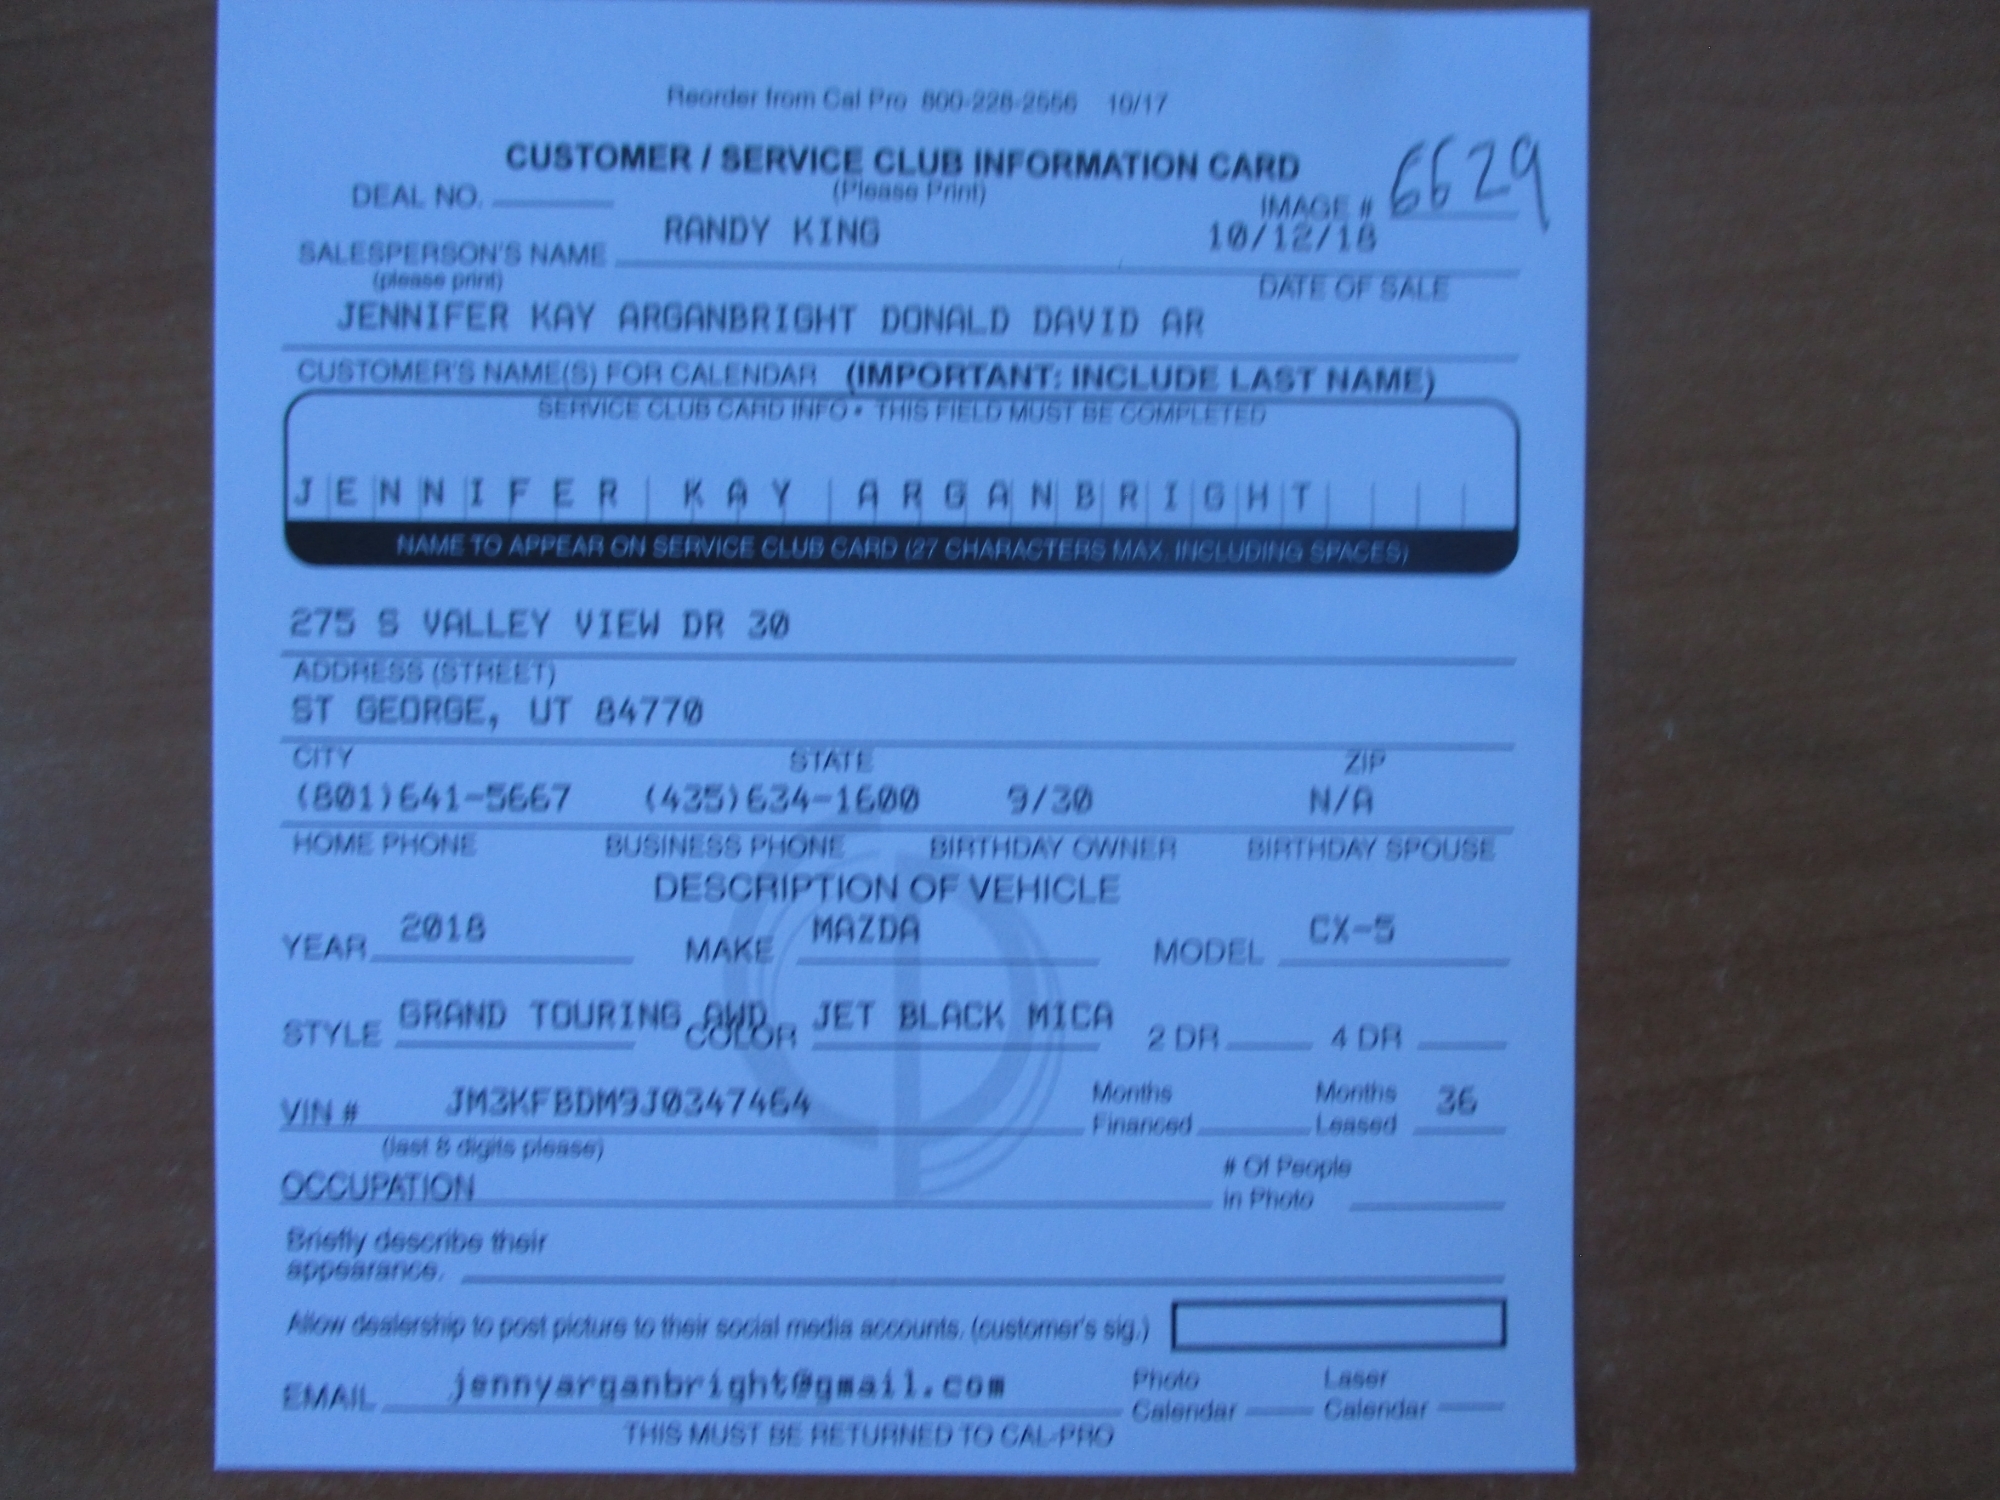 Reorder from Cal Pro 800-228-2556 10/17
CUSTOMER / SERVICE CLUB INFORMATION CARD
(Please Print)
DEAL NO. IMAGE # 6629
SALESPERSON'S NAME RANDY KING 10/12/18
(please print) DATE OF SALE
JENNIFER KAY ARGANBRIGHT DONALD DAVID AR
CUSTOMER'S NAME(S) FOR CALENDAR (IMPORTANT: INCLUDE LAST NAME)
SERVICE CLUB CARD INFO • THIS FIELD MUST BE COMPLETED
JENNIFER KAY ARGANBRIGHT
NAME TO APPEAR ON SERVICE CLUB CARD (27 CHARACTERS MAX. INCLUDING SPACES)
275 S VALLEY VIEW DR 30
ADDRESS (STREET)
ST GEORGE, UT 84770
CITY STATE ZIP
(801)641-5667 (435)634-1600 9/30 N/A
HOME PHONE BUSINESS PHONE BIRTHDAY OWNER BIRTHDAY SPOUSE
DESCRIPTION OF VEHICLE
YEAR 2018 MAKE MAZDA MODEL CX-5
STYLE GRAND TOURING AWD COLOR JET BLACK MICA 2 DR 4 DR
VIN # JM3KFBDM9J0347464 Months Financed Months Leased 36
(last 8 digits please)
OCCUPATION # Of People in Photo
Briefly describe their
appearance.
Allow dealership to post picture to their social media accounts. (customer's sig.)
EMAIL jennyarganbright@gmail.com Photo Calendar Laser Calendar
THIS MUST BE RETURNED TO CAL-PRO